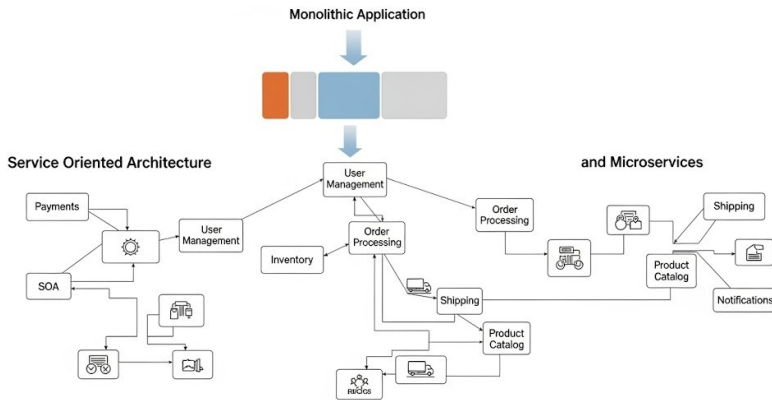 Monolithic Application
Service Oriented Architecture
and Microservices
User
Management
Payments
User
Management
SOA
Order
Processing
Inventory
Shipping
Product
Catalog
Order
Processing
Shipping
Product
Catalog
Notifications